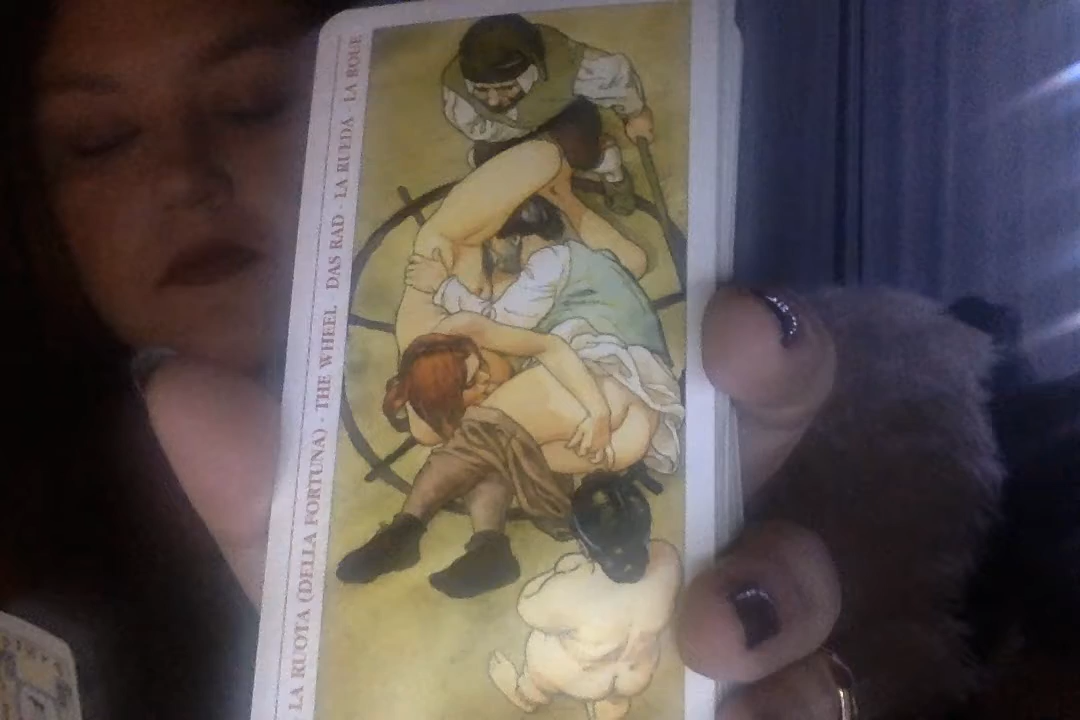 LA RUOTA (DELLA FORTUNA) - THE WHEEL - DAS RAD - LA RUEDA - LA ROUE